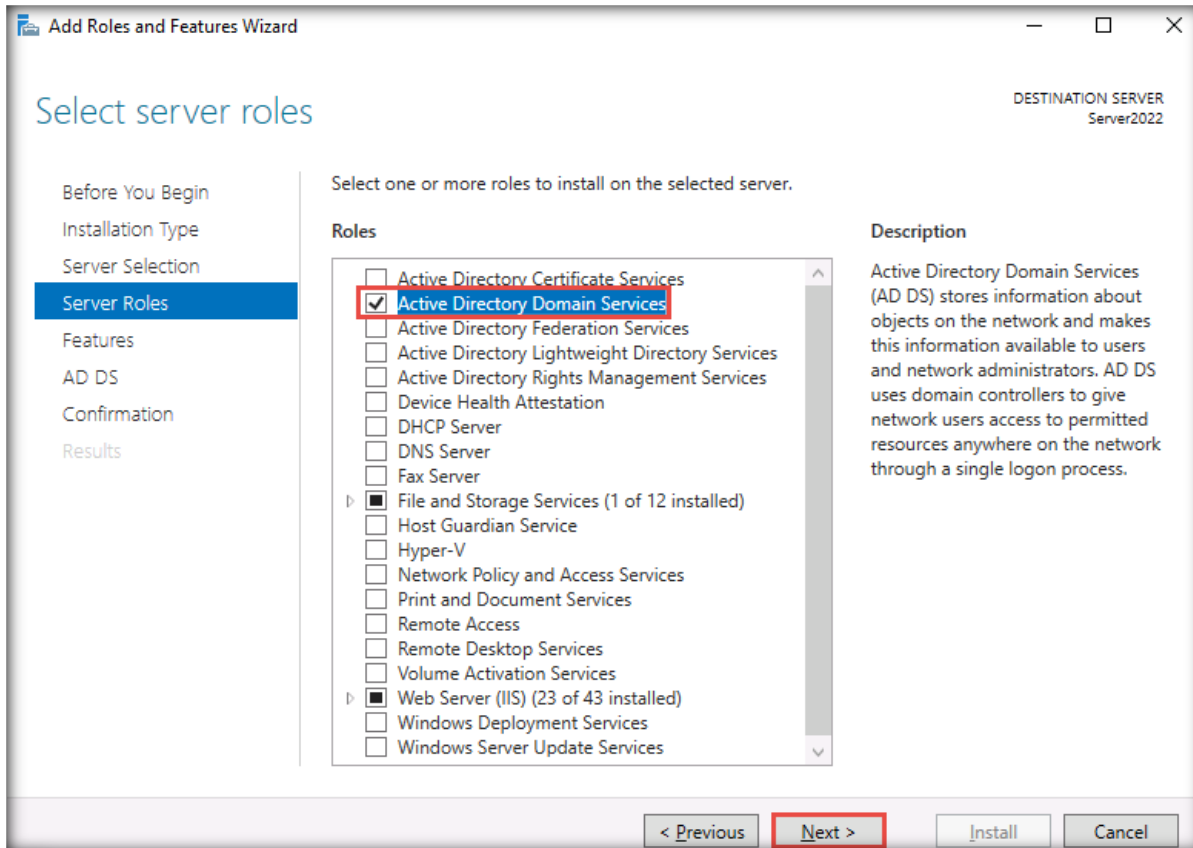 Add Roles and Features Wizard
Select server roles
DESTINATION SERVER
Server2022
Before You Begin
Installation Type
Server Selection
Server Roles
Features
AD DS
Confirmation
Results
Select one or more roles to install on the selected server.
Roles
Active Directory Certificate Services
Active Directory Domain Services
Active Directory Federation Services
Active Directory Lightweight Directory Services
Active Directory Rights Management Services
Device Health Attestation
DHCP Server
DNS Server
Fax Server
File and Storage Services (1 of 12 installed)
Host Guardian Service
Hyper-V
Network Policy and Access Services
Print and Document Services
Remote Access
Remote Desktop Services
Volume Activation Services
Web Server (IIS) (23 of 43 installed)
Windows Deployment Services
Windows Server Update Services
Description
Active Directory Domain Services
(AD DS) stores information about
objects on the network and makes
this information available to users
and network administrators. AD DS
uses domain controllers to give
network users access to permitted
resources anywhere on the network
through a single logon process.
< Previous
Next >
Install
Cancel